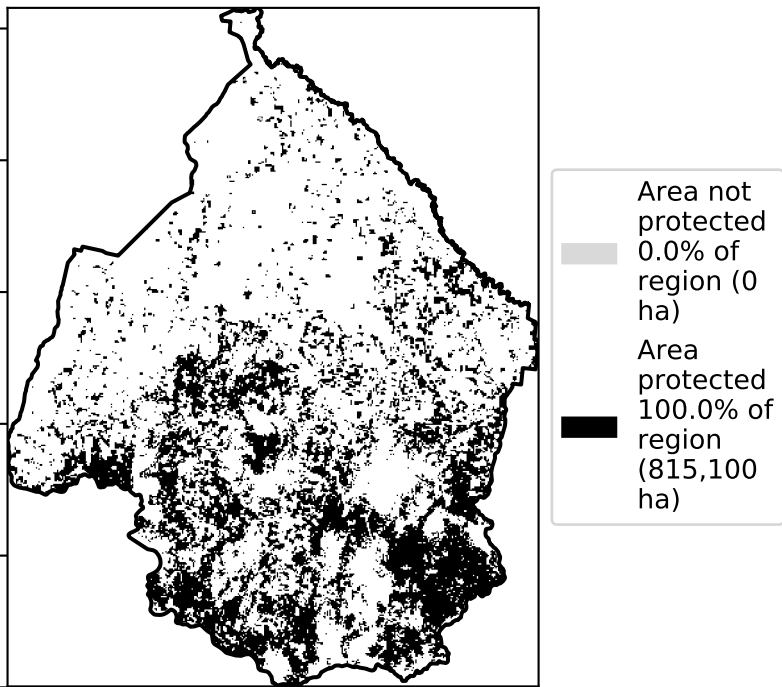 Area not
protected
0.0% of
region (0
ha)
Area
protected
100.0% of
region
(815,100
ha)